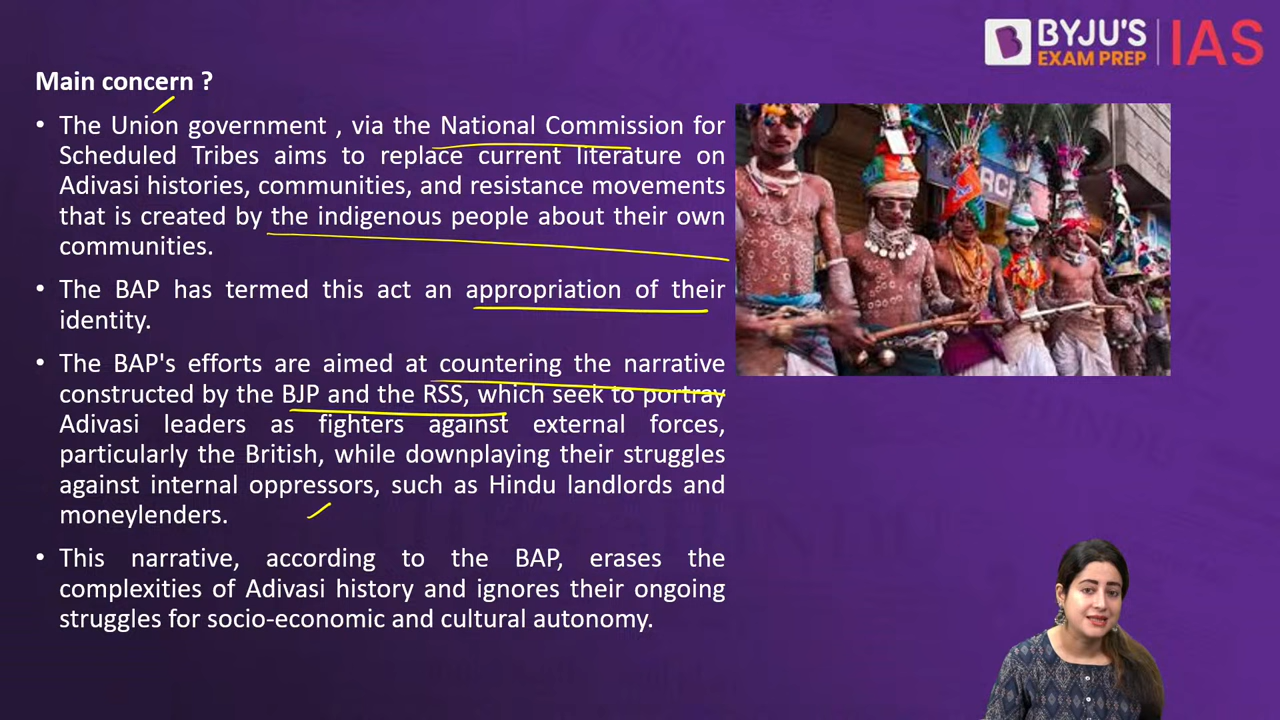 BYJU'S
EXAM PREP
IAS
Main concern ?
• The Union government , via the National Commission for
Scheduled Tribes aims to replace current literature on
Adivasi histories, communities, and resistance movements
that is created by the indigenous people about their own
communities.
• The BAP has termed this act an appropriation of their
identity.
• The BAP's efforts are aimed at countering the narrative
constructed by the BJP and the RSS, which seek to portray
Adivasi leaders as fighters against external forces,
particularly the British, while downplaying their struggles
against internal oppressors, such as Hindu landlords and
moneylenders.
• This narrative, according to the BAP, erases the
complexities of Adivasi history and ignores their ongoing
struggles for socio-economic and cultural autonomy.